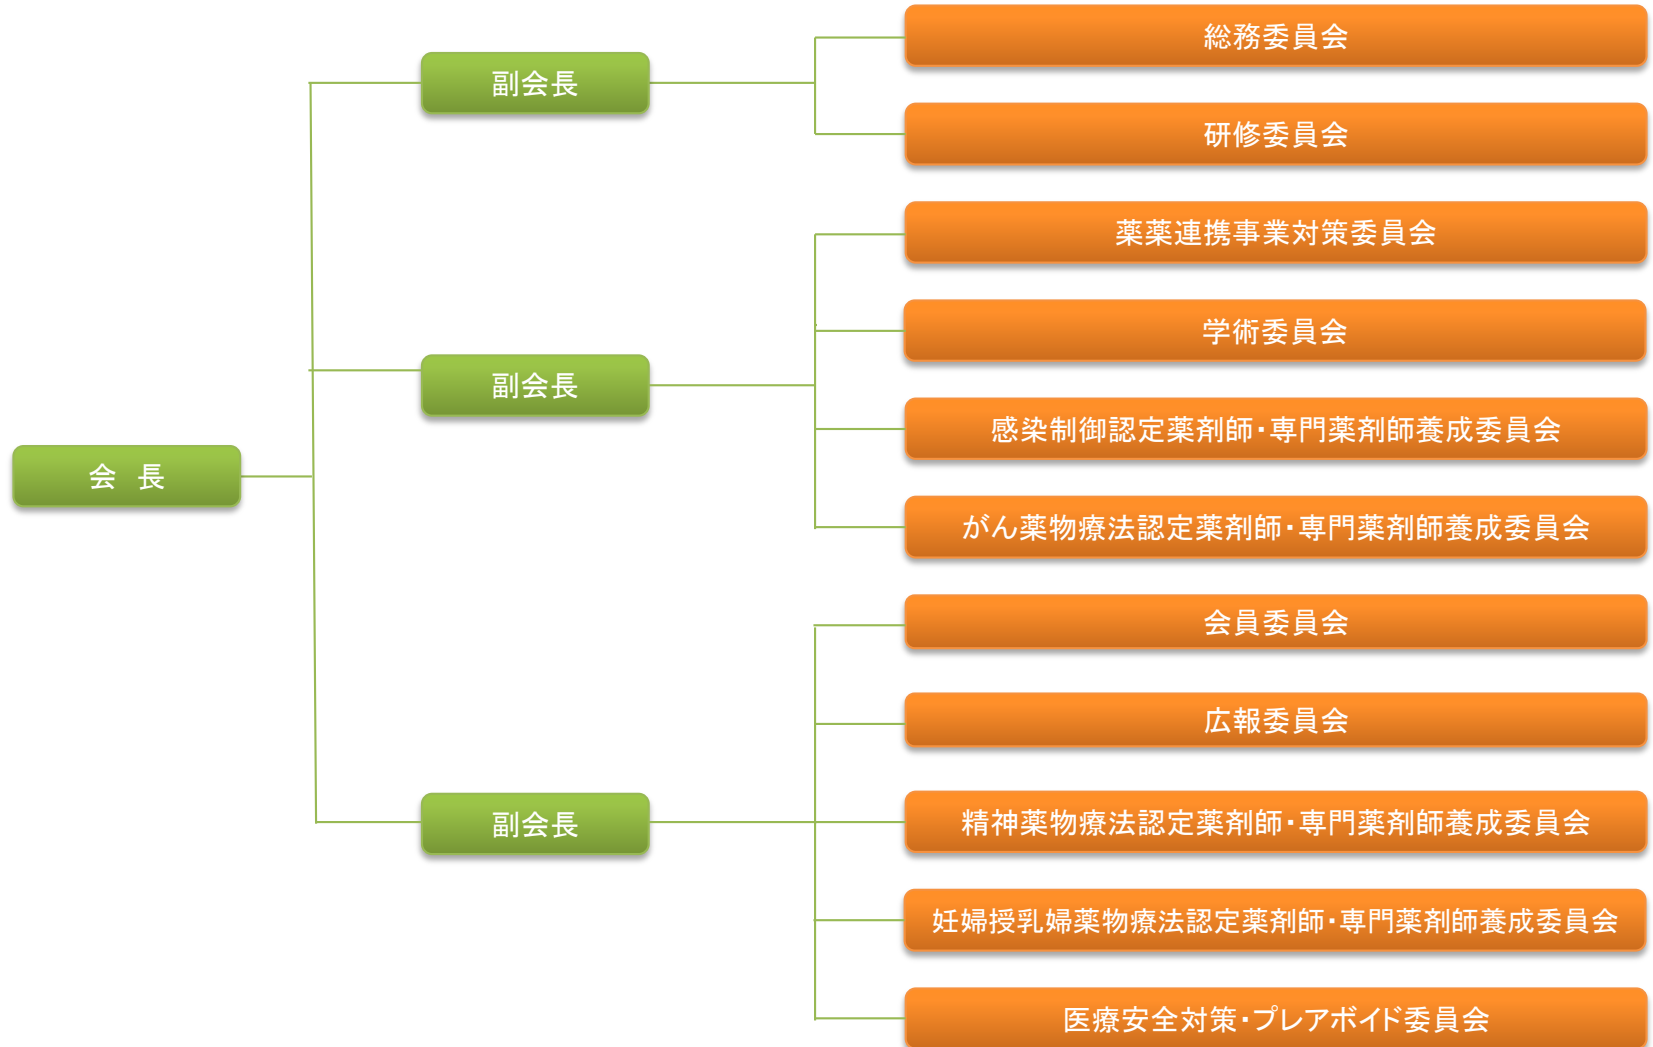 総務委員会
副会長
研修委員会
薬薬連携事業対策委員会
学術委員会
副会長
感染制御認定薬剤師・専門薬剤師養成委員会
会　長
がん薬物療法認定薬剤師・専門薬剤師養成委員会
会員委員会
広報委員会
副会長
精神薬物療法認定薬剤師・専門薬剤師養成委員会
妊婦授乳婦薬物療法認定薬剤師・専門薬剤師養成委員会
医療安全対策・プレアボイド委員会